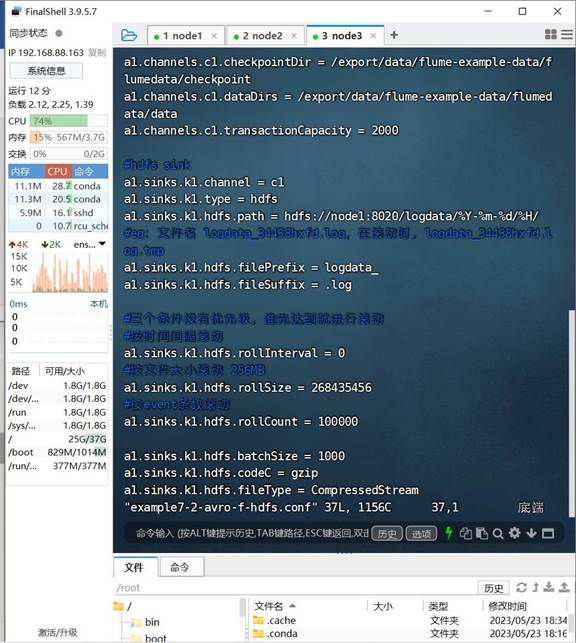 FinalShell 3.9.5.7
同步状态
IP 192.168.88.163 复制
系统信息
运行 12 分
负载 2.12, 2.25, 1.39
CPU 74%
内存 15% 567M/3.7G
交换 0% 0/2G
内存 CPU 命令
11.1M 28.7 conda
11.3M 20.5 conda
5.9M 16.1 sshd
0 10.7 rcu_sche
4K 2K ens...
15K
10K
5K
0ms 本机
0
0
0
路径 可用/大小
/dev 1.8G/1.8G
/dev/... 1.8G/1.8G
/run 1.8G/1.8G
/sys/... 1.8G/1.8G
/ 25G/37G
/boot 829M/1014M
/run/... 377M/377M
激活/升级
1 node1 ×
2 node2 ×
3 node3 ×
+
a1.channels.c1.checkpointDir = /export/data/flume-example-data/f
lumedata/checkpoint
a1.channels.c1.dataDirs = /export/data/flume-example-data/flumed
ata/data
a1.channels.c1.transactionCapacity = 2000
#hdfs sink
a1.sinks.k1.channel = c1
a1.sinks.k1.type = hdfs
a1.sinks.k1.hdfs.path = hdfs://node1:8020/logdata/%Y-%m-%d/%H/
#eg: 文件名 logdata_34438hxfd.log, 在滚动时, logdata_34438hxfd.l
og.tmp
a1.sinks.k1.hdfs.filePrefix = logdata_
a1.sinks.k1.hdfs.fileSuffix = .log
#三个条件没有优先级, 谁先达到就进行滚动
#按时间间隔滚动
a1.sinks.k1.hdfs.rollInterval = 0
#按文件大小滚动 256MB
a1.sinks.k1.hdfs.rollSize = 268435456
#按event条数滚动
a1.sinks.k1.hdfs.rollCount = 100000
a1.sinks.k1.hdfs.batchSize = 1000
a1.sinks.k1.hdfs.codeC = gzip
a1.sinks.k1.hdfs.fileType = CompressedStream
"example7-2-avro-f-hdfs.conf" 37L, 1156C 37,1 底端
命令输入 (按ALT键提示历史,TAB键路径,ESC键返回,双击 历史 选项
文件 命令
/root 历史
/
bin
boot
文件名 大小 类型 修改时间
.cache 文件夹 2023/05/23 18:34
.conda 文件夹 2023/05/23 18:16